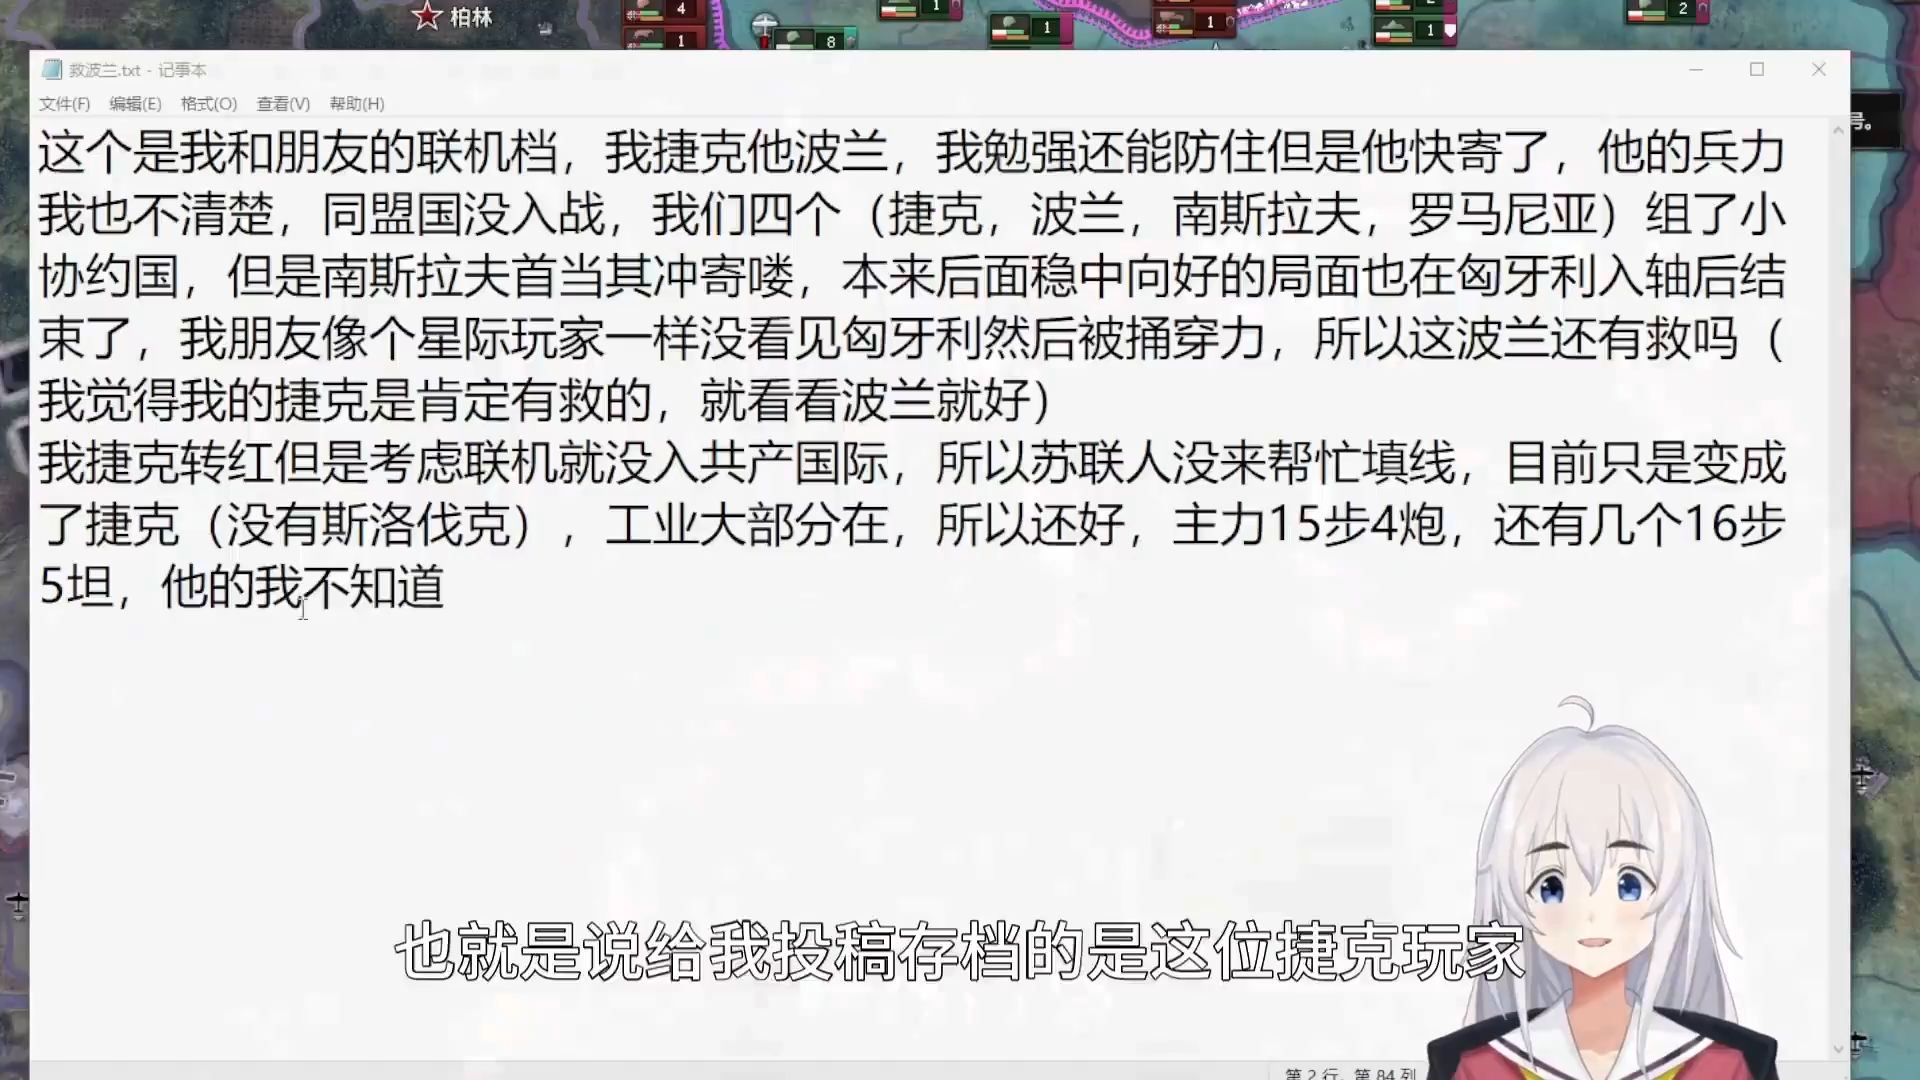 柏林
4
1
8
1
1
1
1
2
救波兰.txt - 记事本
文件(F) 编辑(E) 格式(O) 查看(V) 帮助(H)
号。
这个是我和朋友的联机档，我捷克他波兰，我勉强还能防住但是他快寄了，他的兵力
我也不清楚，同盟国没入战，我们四个（捷克，波兰，南斯拉夫，罗马尼亚）组了小
协约国，但是南斯拉夫首当其冲寄喽，本来后面稳中向好的局面也在匈牙利入轴后结
束了，我朋友像个星际玩家一样没看见匈牙利然后被捅穿力，所以这波兰还有救吗（
我觉得我的捷克是肯定有救的，就看看波兰就好）
我捷克转红但是考虑联机就没入共产国际，所以苏联人没来帮忙填线，目前只是变成
了捷克（没有斯洛伐克），工业大部分在，所以还好，主力15步4炮，还有几个16步
5坦，他的我不知道
也就是说给我投稿存档的是这位捷克玩家
第 2 行，第 84 列